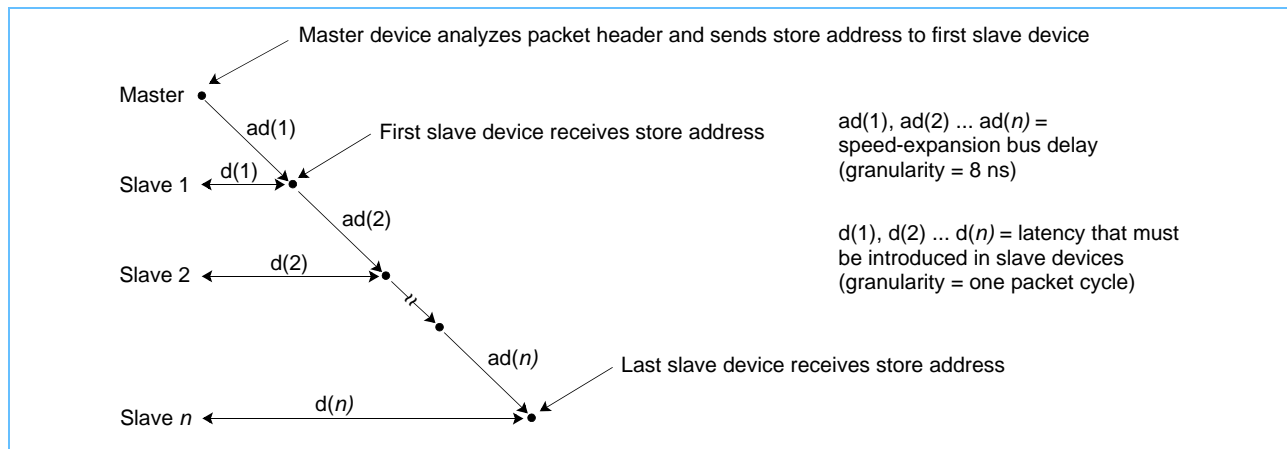 Master device analyzes packet header and sends store address to first slave device
Master
ad(1)
First slave device receives store address
Slave 1
d(1)
ad(2)
Slave 2
d(2)
ad(n)
Last slave device receives store address
Slave n
d(n)
ad(1), ad(2) ... ad(n) =
speed-expansion bus delay
(granularity = 8 ns)
d(1), d(2) ... d(n) = latency that must
be introduced in slave devices
(granularity = one packet cycle)